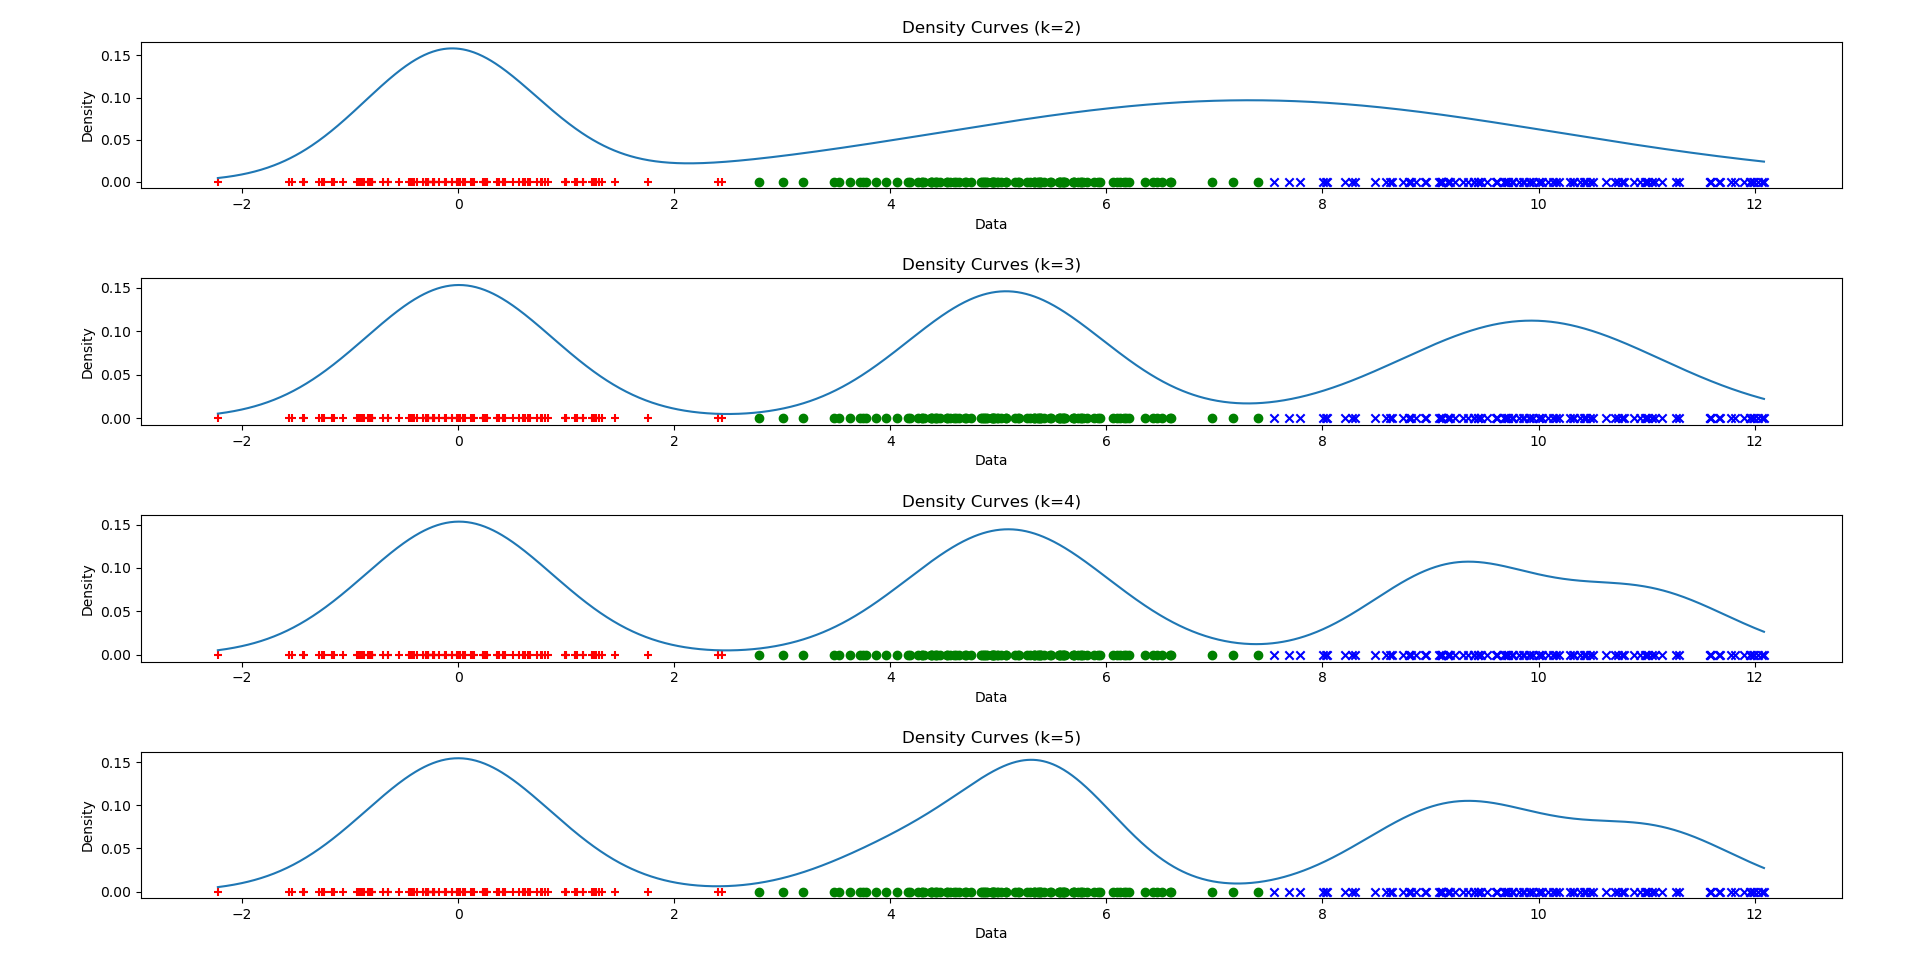 Density Curves (k=2)
0.15
0.10
0.05
0.00
Density
−2 0 2 4 6 8 10 12
Data
Density Curves (k=3)
0.15
0.10
0.05
0.00
Density
−2 0 2 4 6 8 10 12
Data
Density Curves (k=4)
0.15
0.10
0.05
0.00
Density
−2 0 2 4 6 8 10 12
Data
Density Curves (k=5)
0.15
0.10
0.05
0.00
Density
−2 0 2 4 6 8 10 12
Data